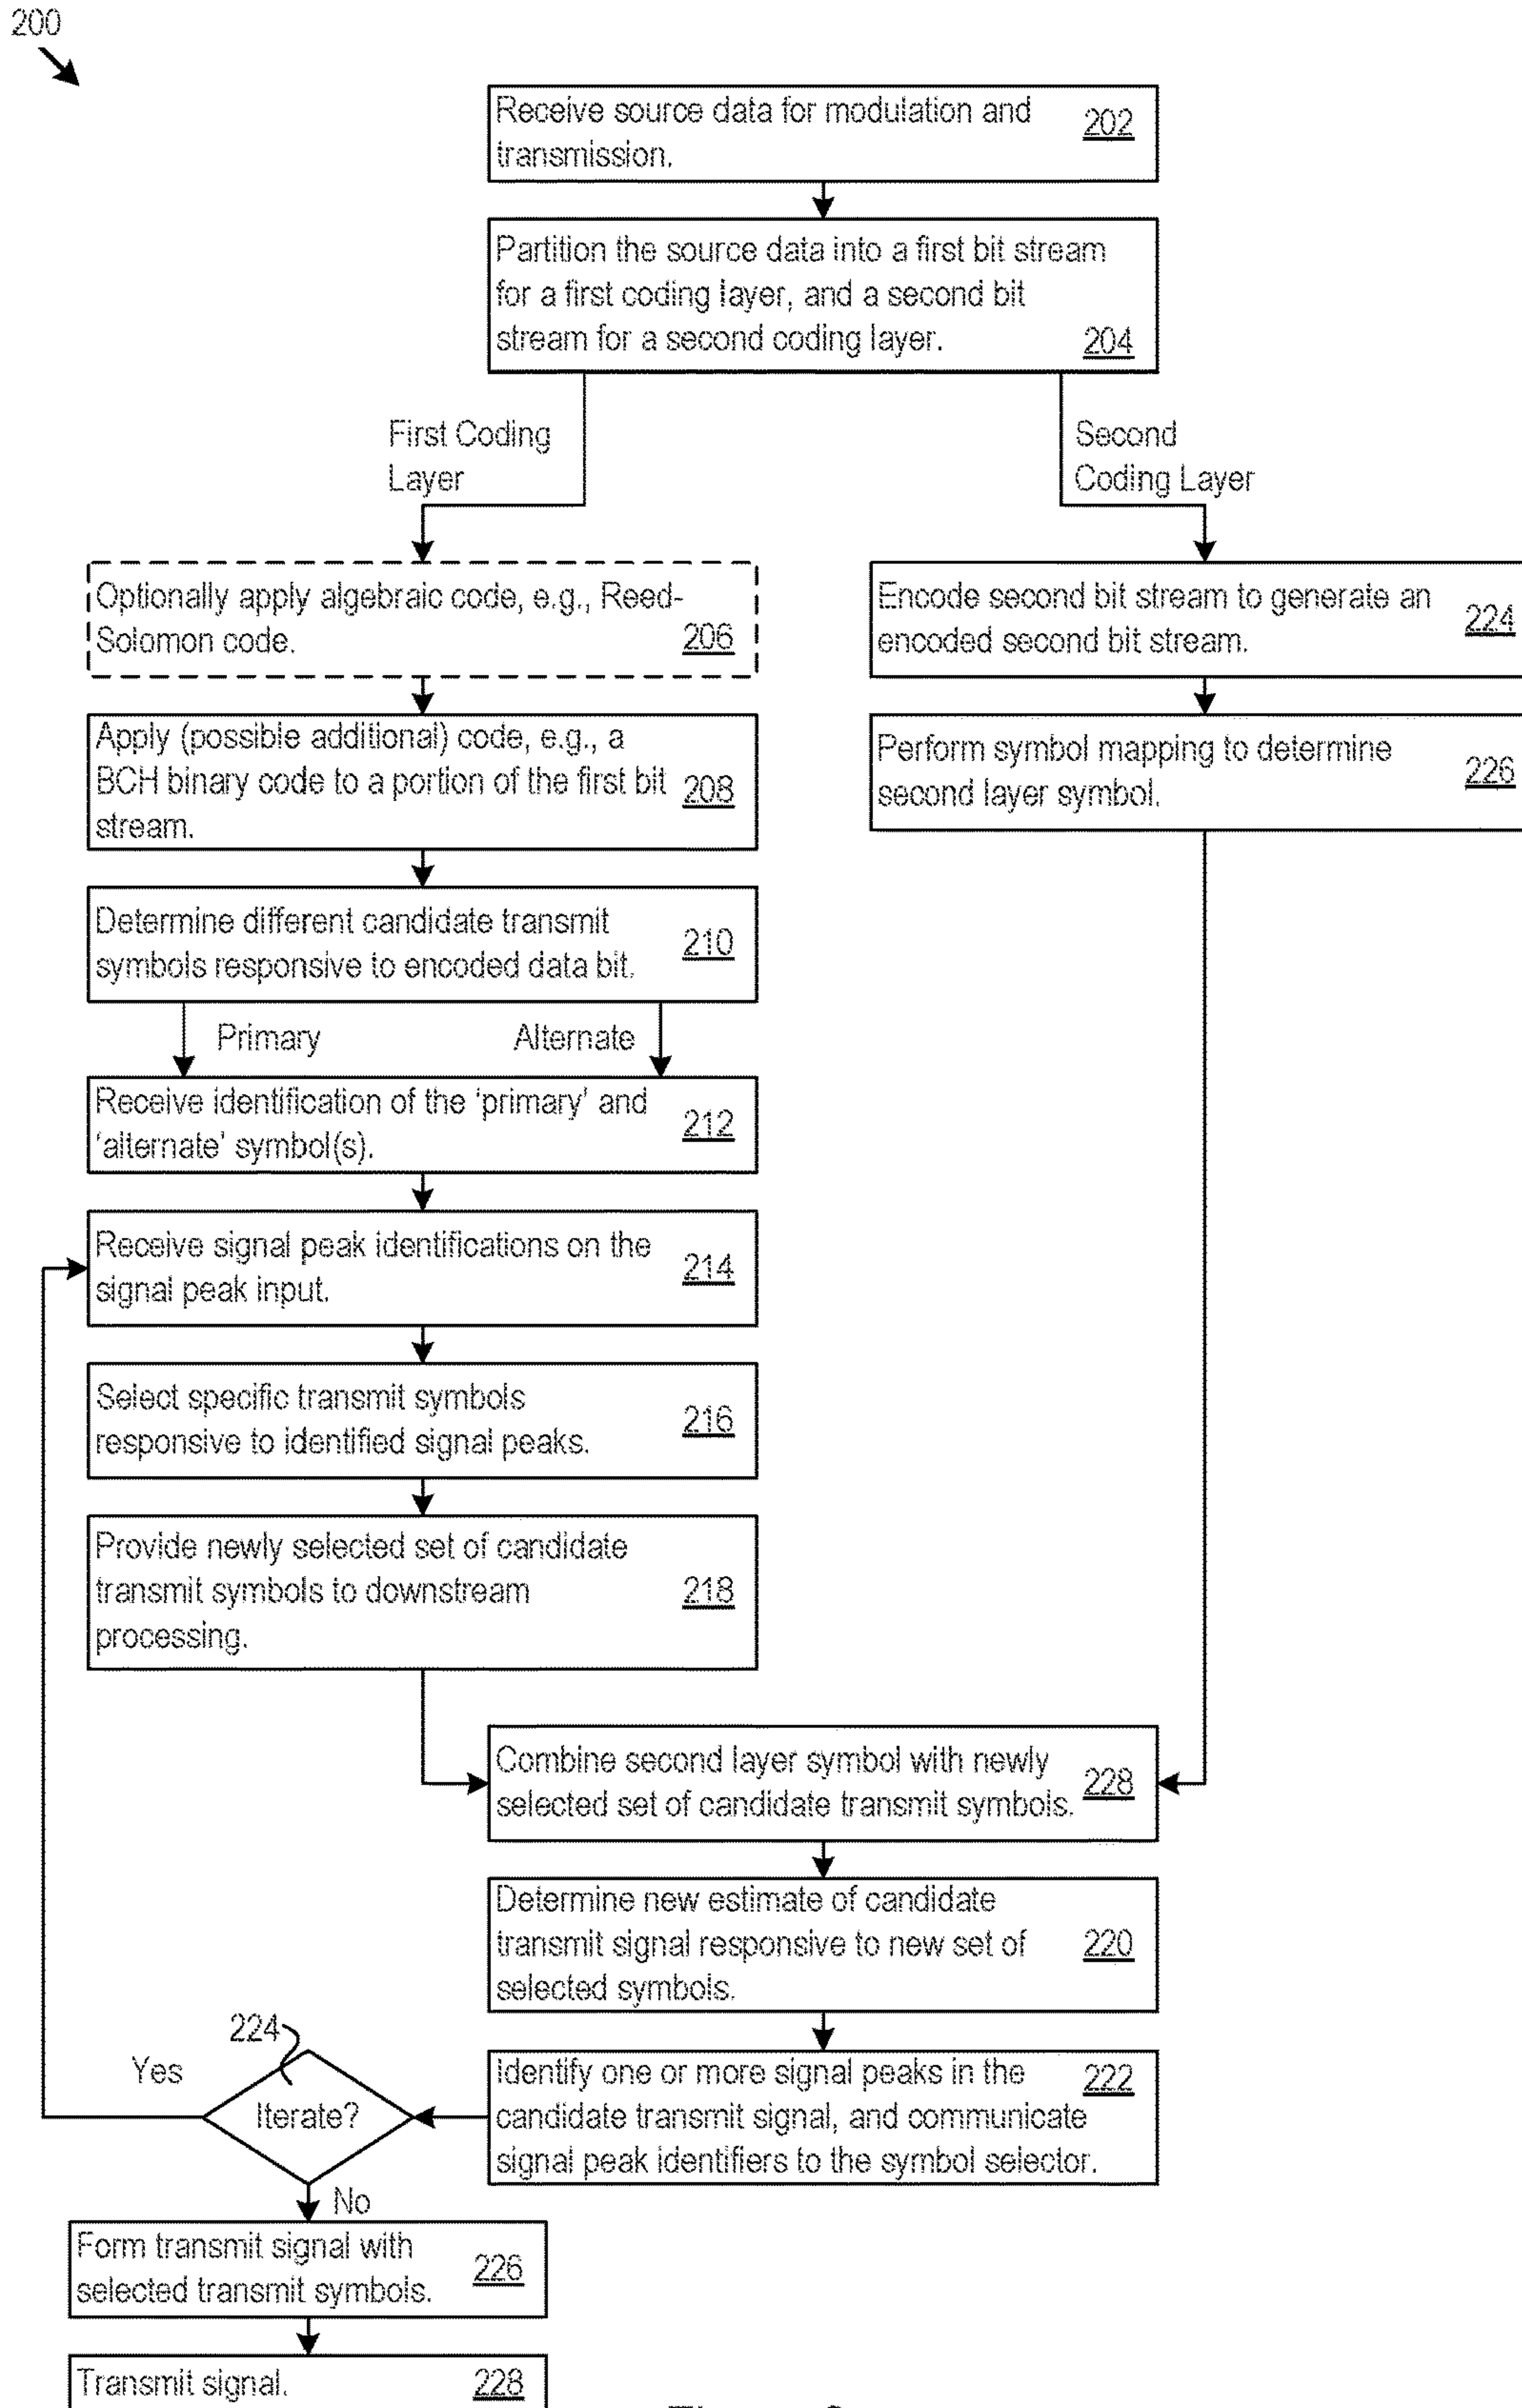 200
Receive source data for modulation and
transmission.
202
Partition the source data into a first bit stream
for a first coding layer, and a second bit
stream for a second coding layer.
204
First Coding
Layer
Second
Coding Layer
Optionally apply algebraic code, e.g., Reed-
Solomon code.
206
Encode second bit stream to generate an
encoded second bit stream.
224
Apply (possible additional) code, e.g., a
BCH binary code to a portion of the first bit
stream.
208
Perform symbol mapping to determine
second layer symbol.
226
Determine different candidate transmit
symbols responsive to encoded data bit.
210
Primary
Alternate
Receive identification of the ‘primary’ and
‘alternate’ symbol(s).
212
Receive signal peak identifications on the
signal peak input.
214
Select specific transmit symbols
responsive to identified signal peaks.
216
Provide newly selected set of candidate
transmit symbols to downstream
processing.
218
Combine second layer symbol with newly
selected set of candidate transmit symbols.
228
Determine new estimate of candidate
transmit signal responsive to new set of
selected symbols.
220
Identify one or more signal peaks in the
candidate transmit signal, and communicate
signal peak identifiers to the symbol selector.
222
224
Yes
Iterate?
No
Form transmit signal with
selected transmit symbols.
226
Transmit signal.
228